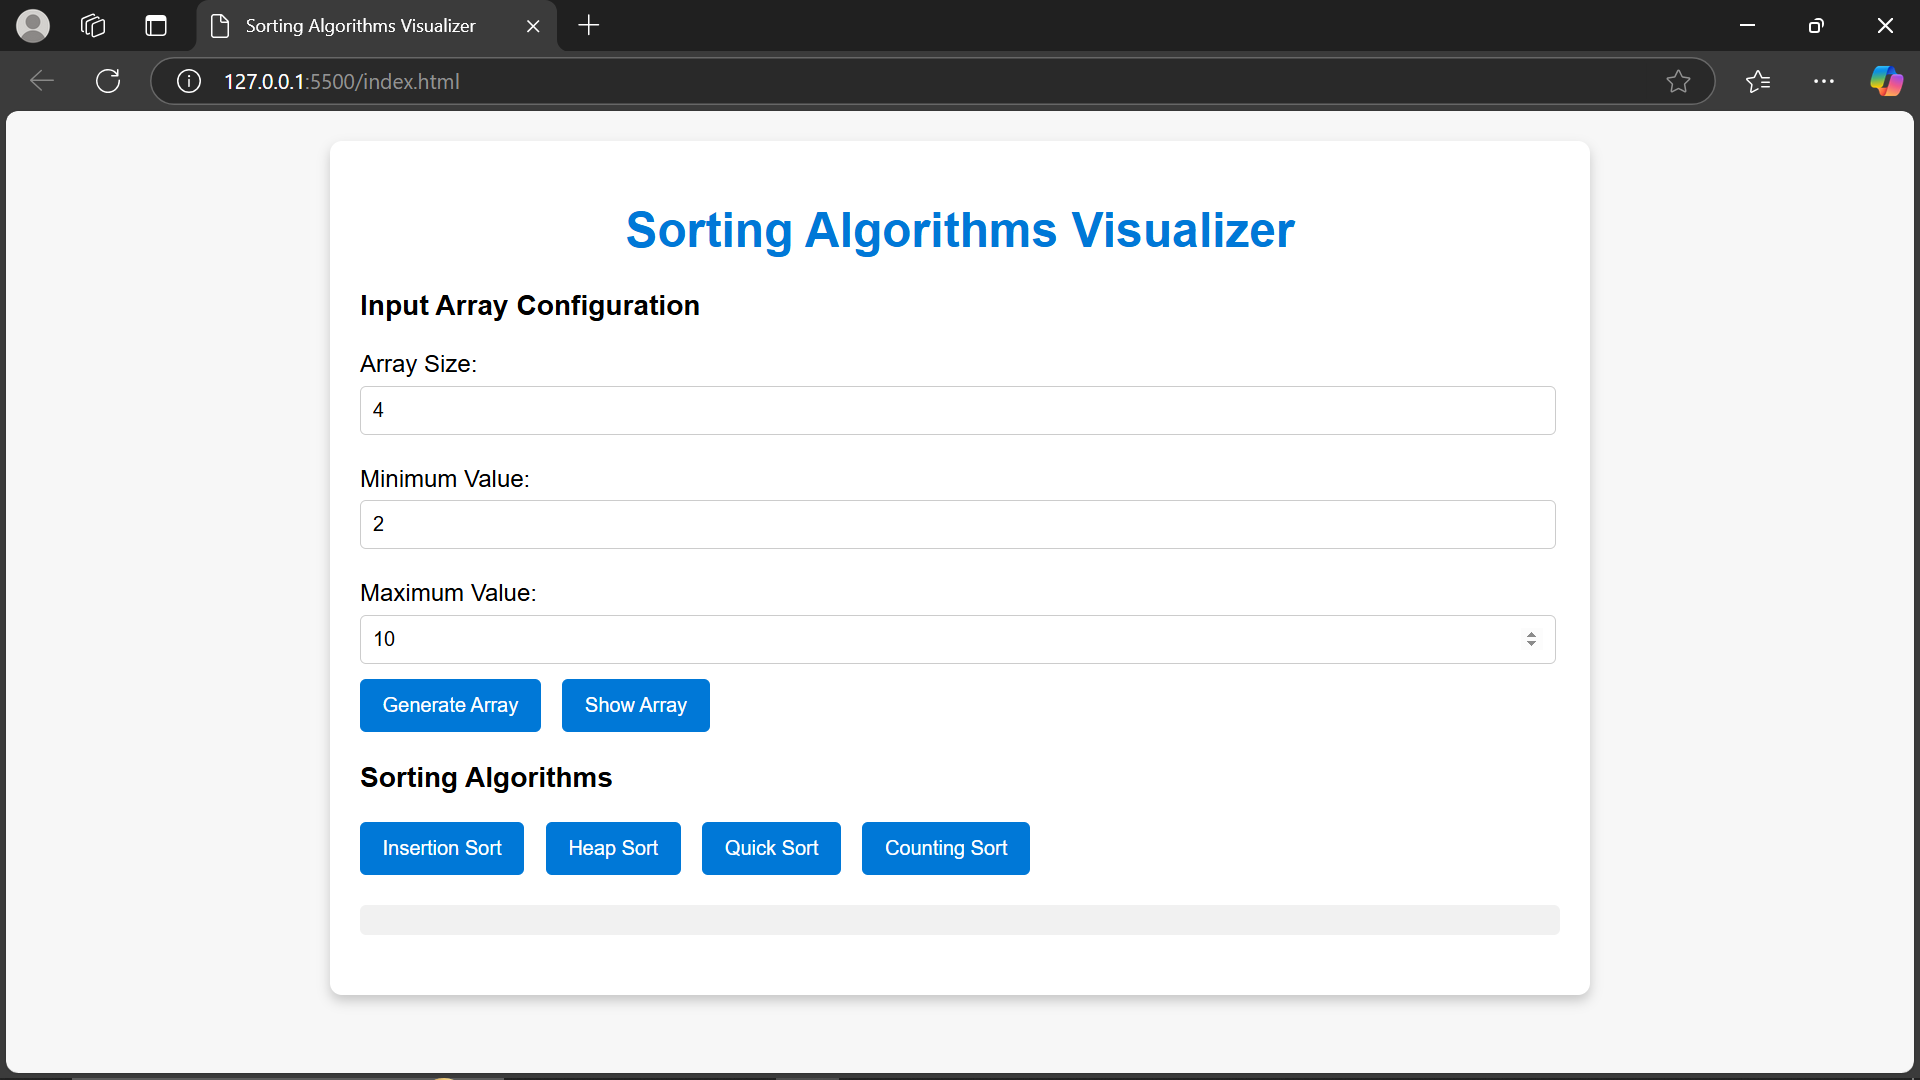 Sorting Algorithms Visualizer
127.0.0.1:5500/index.html
Sorting Algorithms Visualizer
Input Array Configuration
Array Size:
4
Minimum Value:
2
Maximum Value:
10
Generate Array Show Array
Sorting Algorithms
Insertion Sort Heap Sort Quick Sort Counting Sort